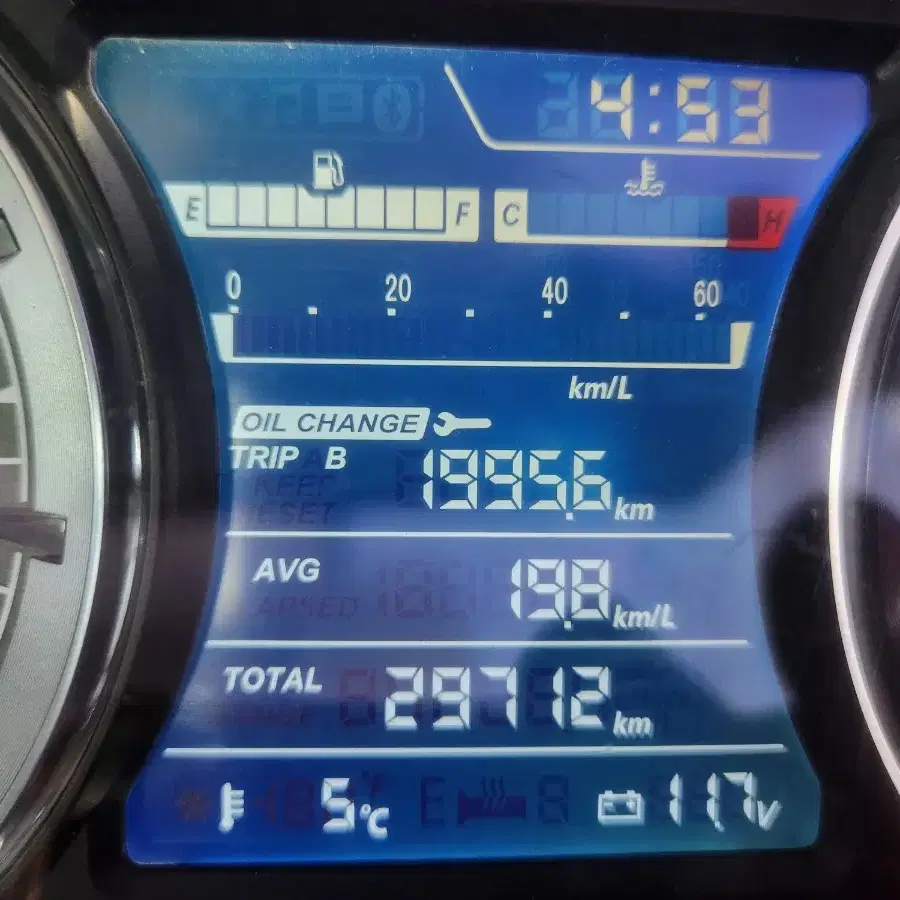 4:53
E F C H
0 20 40 60
km/L
OIL CHANGE
TRIP B 1995.6 km
AVG 19.8 km/L
TOTAL 29712 km
5°C 11.7V